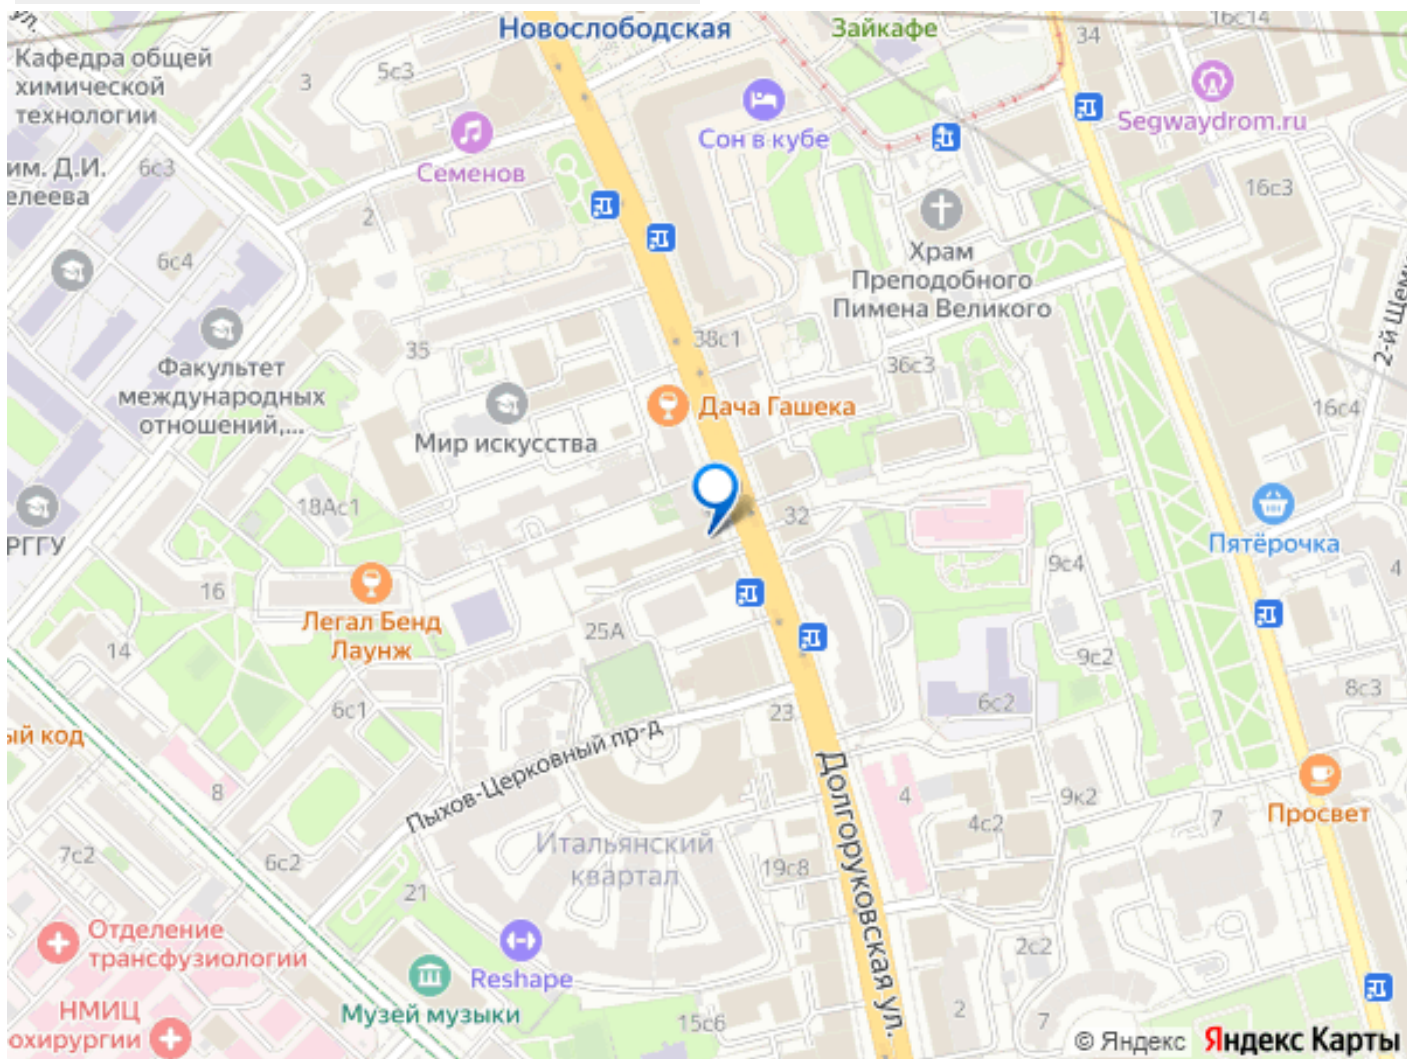 ул.
Новослободская
Зайкафе
16с14
34
Кафедра общей
химической
технологии
им. Д.И.
елеева
3
5с3
Сон в кубе
Segwaydrom.ru
Семенов
6с3
2
16с3
6с4
Храм
Преподобного
Пимена Великого
38с1
35
36с3
2-й Щем
Факультет
международных
отношений,...
Дача Гашека
16с4
Мир искусства
18Ас1
32
РГГУ
Пятёрочка
9с4
4
16
Легал Бенд
Лаунж
25А
14
9с2
8с3
6с1
6с2
23
ый код
Пыхов-Церковный пр-д
Долгоруковская ул.
8
4
9к2
4с2
7
Просвет
Итальянский
квартал
7с2
6с2
19с8
21
Отделение
трансфузиологии
2с2
Reshape
НМИЦ
охирургии
Музей музыки
15с6
2
7
© Яндекс Яндекс Карты